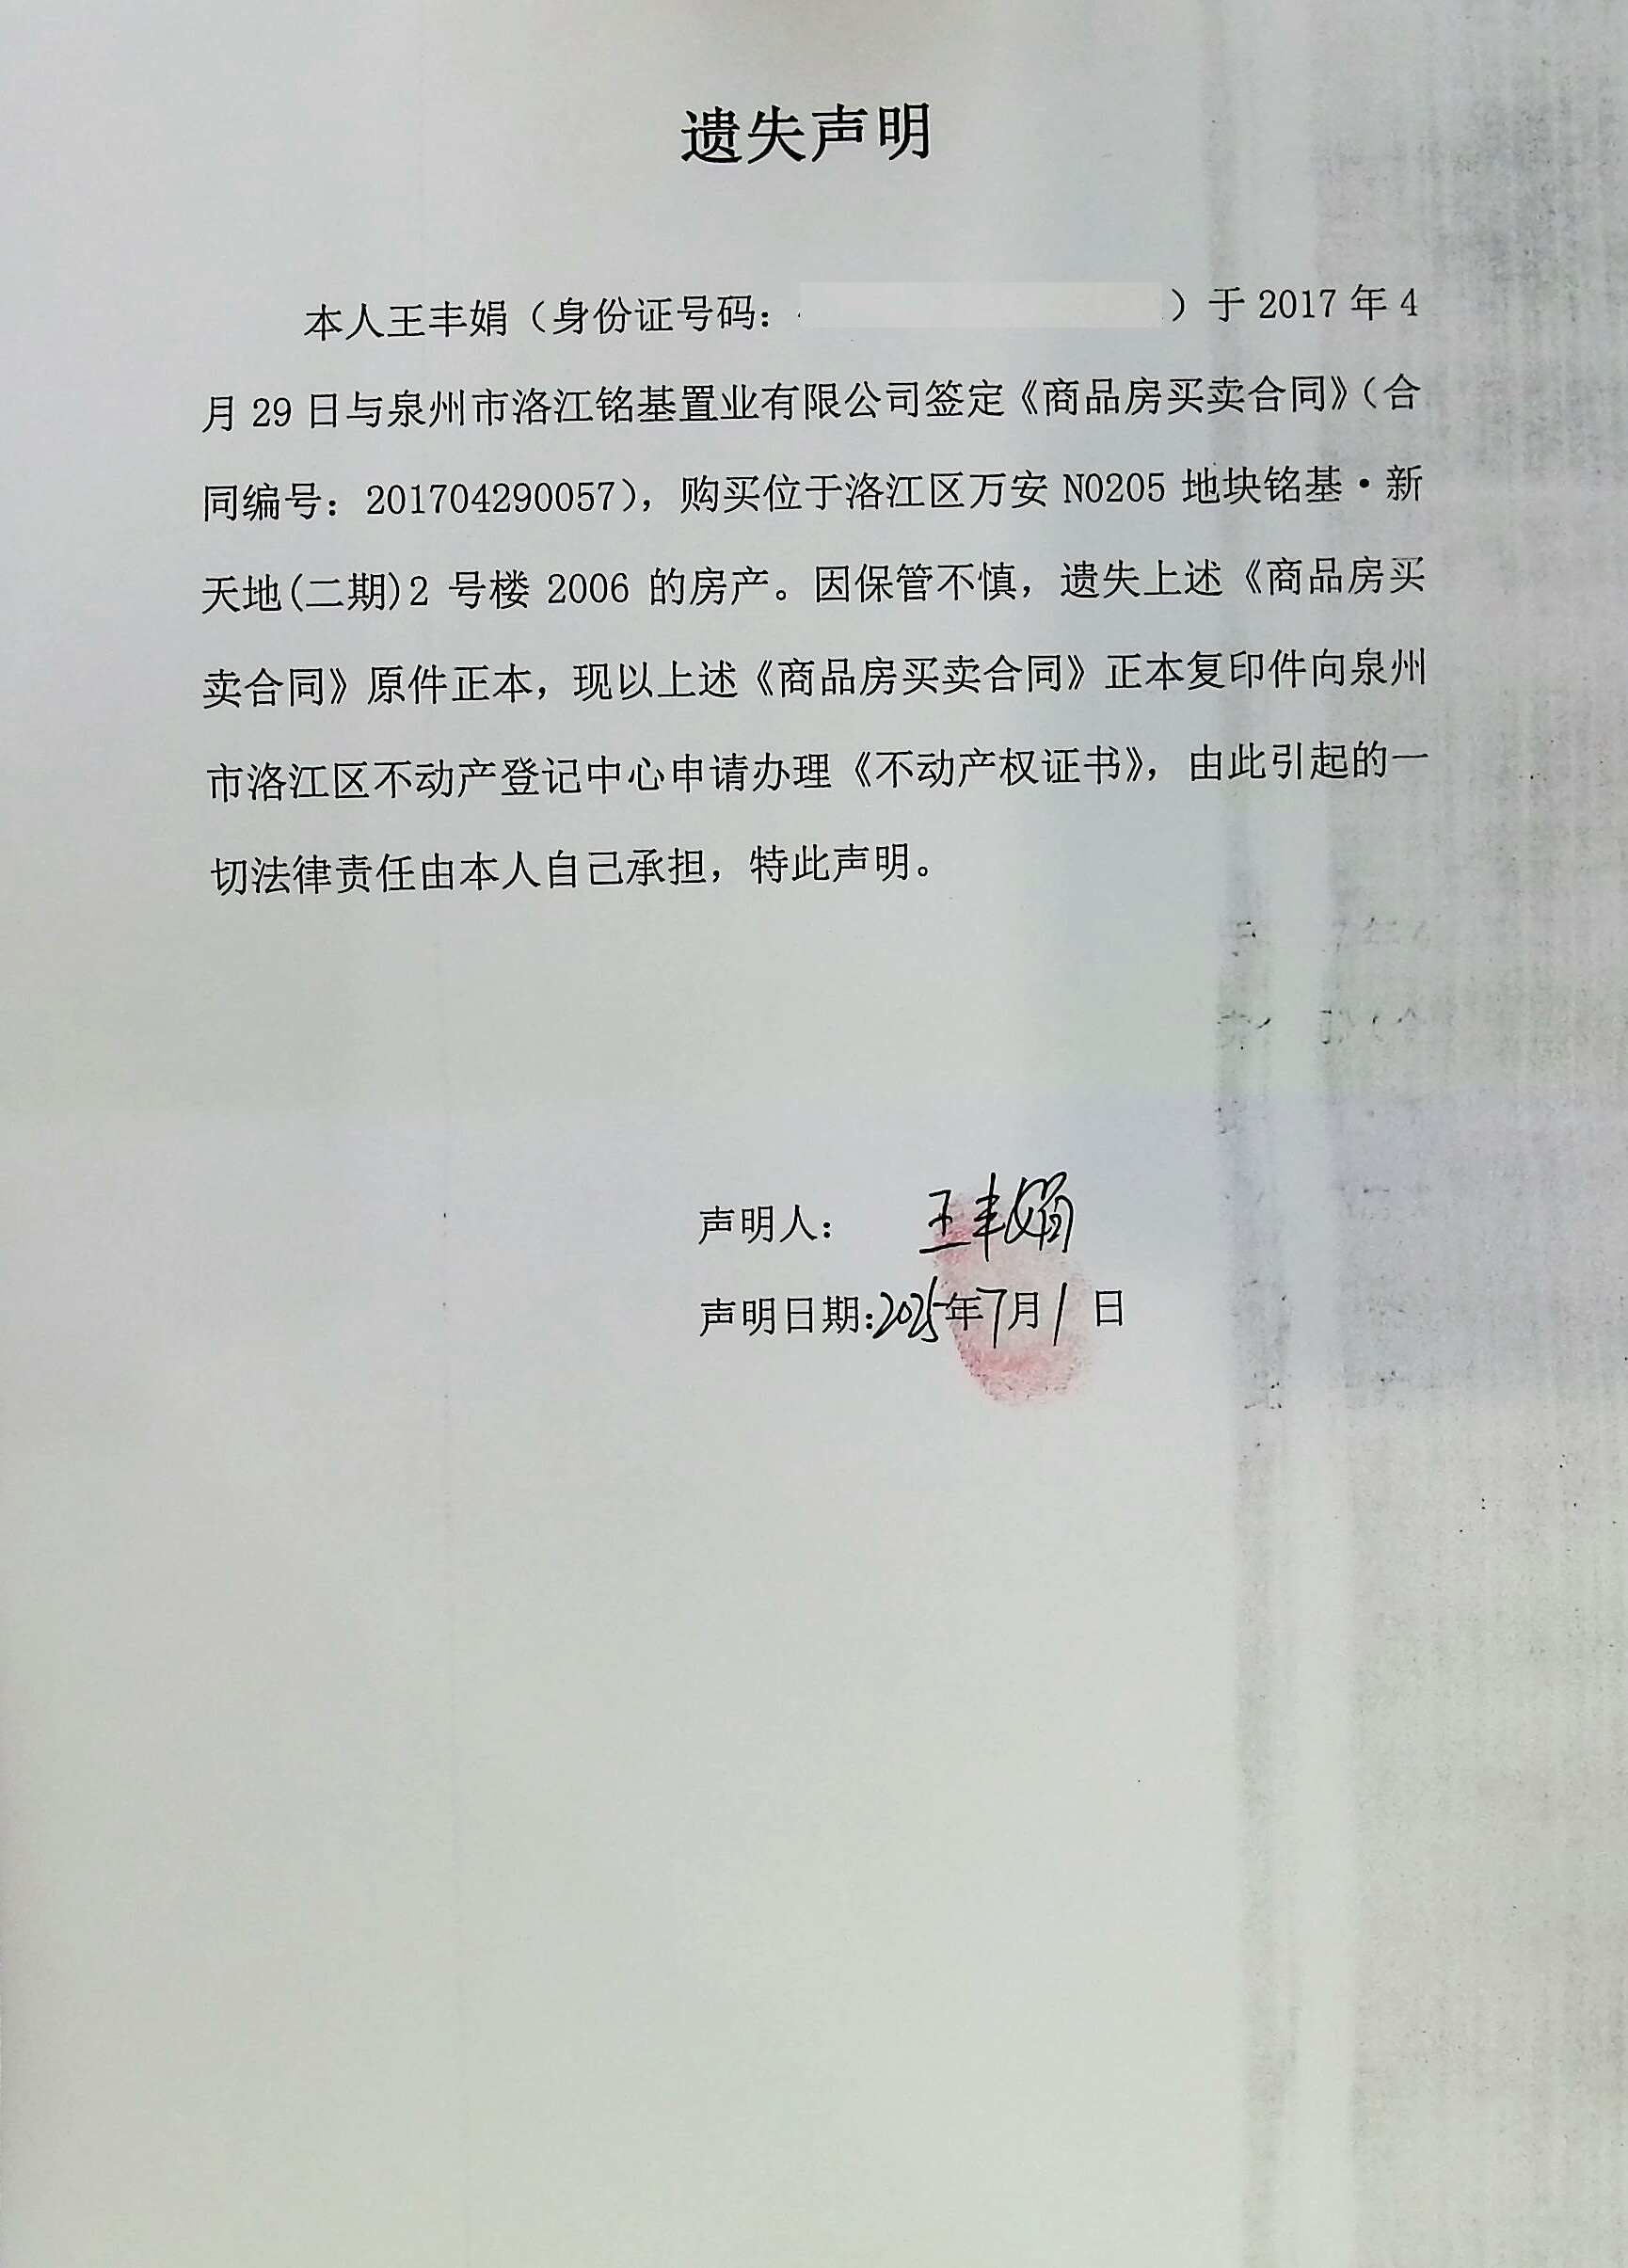 遗失声明
本人王丰娟（身份证号码：）于 2017 年 4
月 29 日与泉州市洛江铭基置业有限公司签定《商品房买卖合同》（合
同编号：201704290057），购买位于洛江区万安 N0205 地块铭基·新
天地(二期)2 号楼 2006 的房产。因保管不慎，遗失上述《商品房买
卖合同》原件正本，现以上述《商品房买卖合同》正本复印件向泉州
市洛江区不动产登记中心申请办理《不动产权证书》，由此引起的一
切法律责任由本人自己承担，特此声明。
声明人：王丰娟
声明日期：2025年7月1日